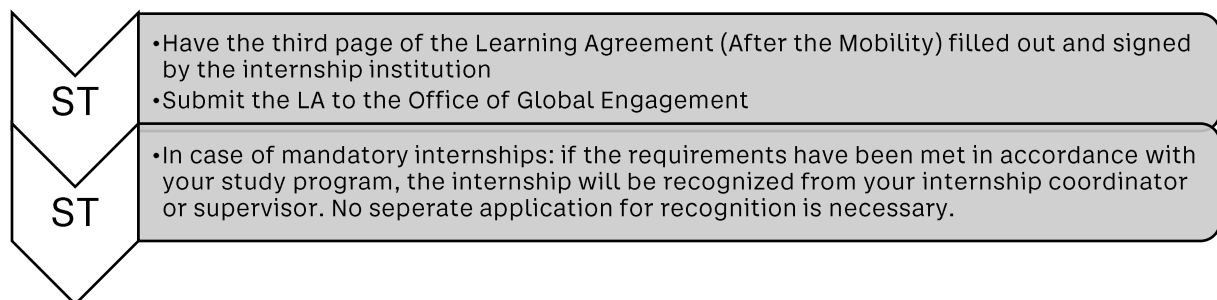 ST
•Have the third page of the Learning Agreement (After the Mobility) filled out and signed
by the internship institution
•Submit the LA to the Office of Global Engagement
ST
•In case of mandatory internships: if the requirements have been met in accordance with
your study program, the internship will be recognized from your internship coordinator
or supervisor. No seperate application for recognition is necessary.